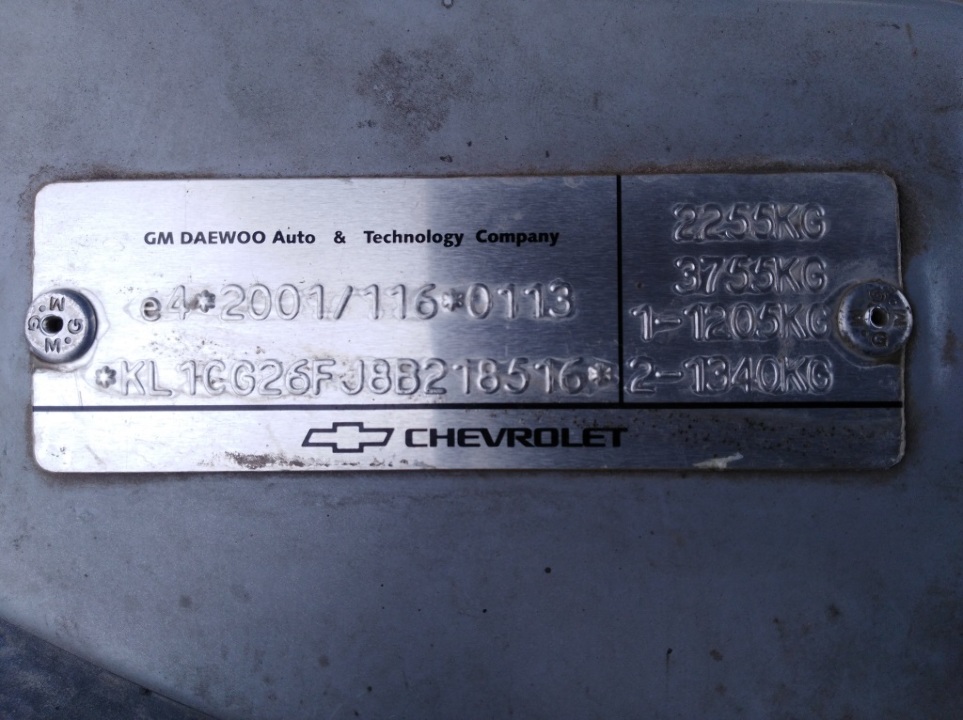 GM DAEWOO Auto & Technology Company
e4*2001/116*0113
*KL1CG26FJ8B218516*
2255KG
3755KG
1-1205KG
2-1340KG
CHEVROLET